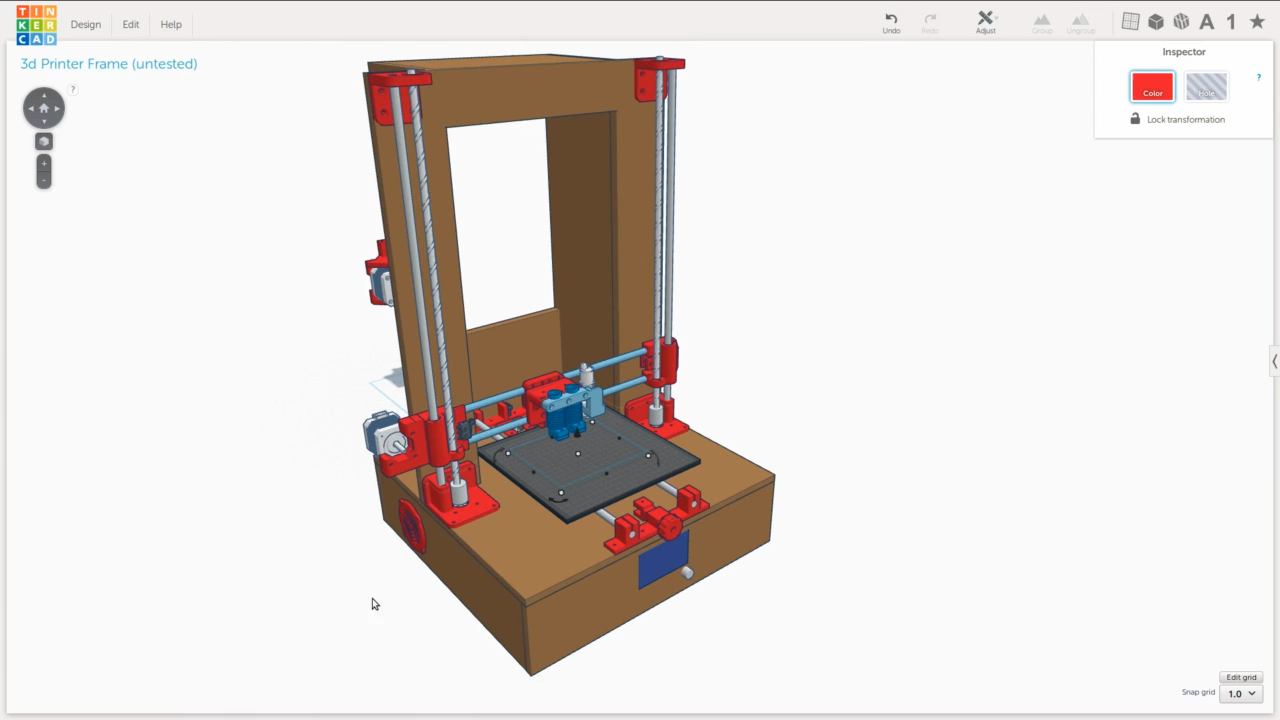 TIN
KER
CAD
Design
Edit
Help
Undo
Redo
Adjust
Group
Ungroup
A
1
3d Printer Frame (untested)
?
+
-
Inspector
Color
Hole
?
Lock transformation
Edit grid
Snap grid
1.0